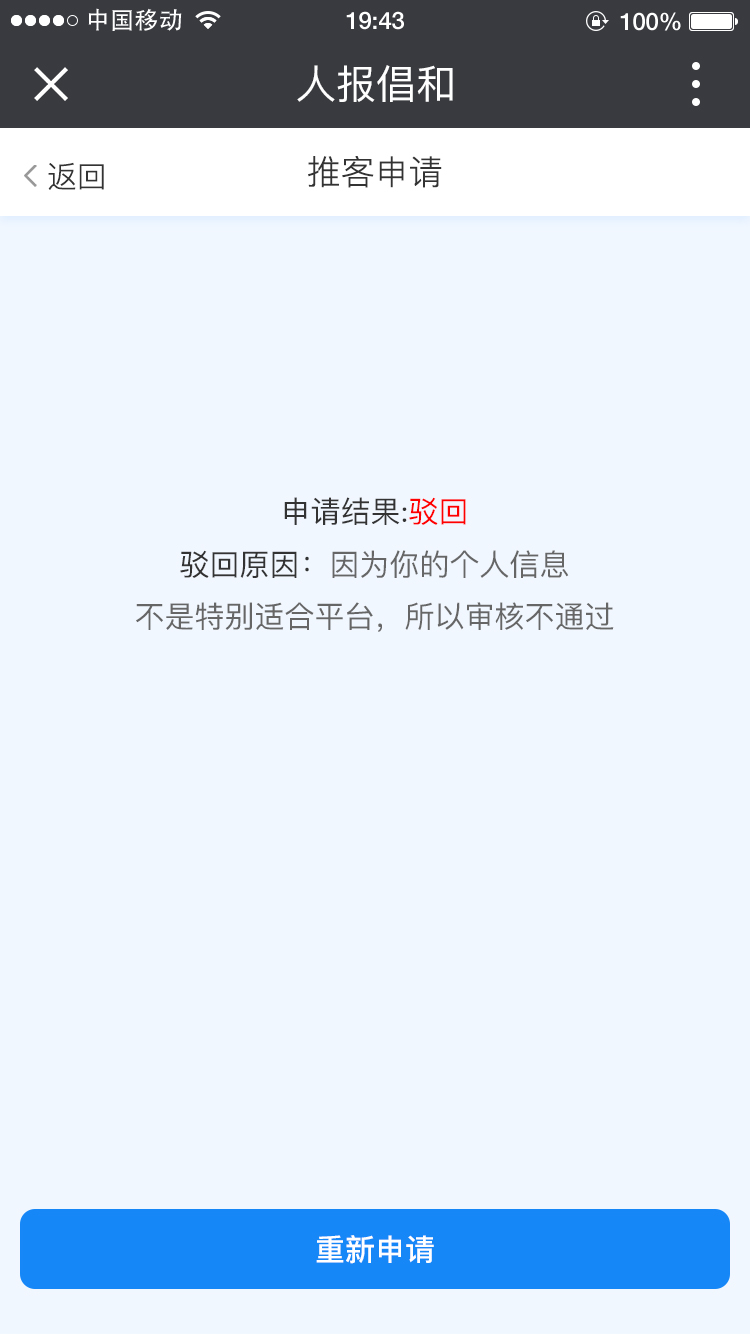 中国移动 19:43 100%
人报倡和
返回 推客申请
申请结果:驳回
驳回原因：因为你的个人信息
不是特别适合平台，所以审核不通过
重新申请